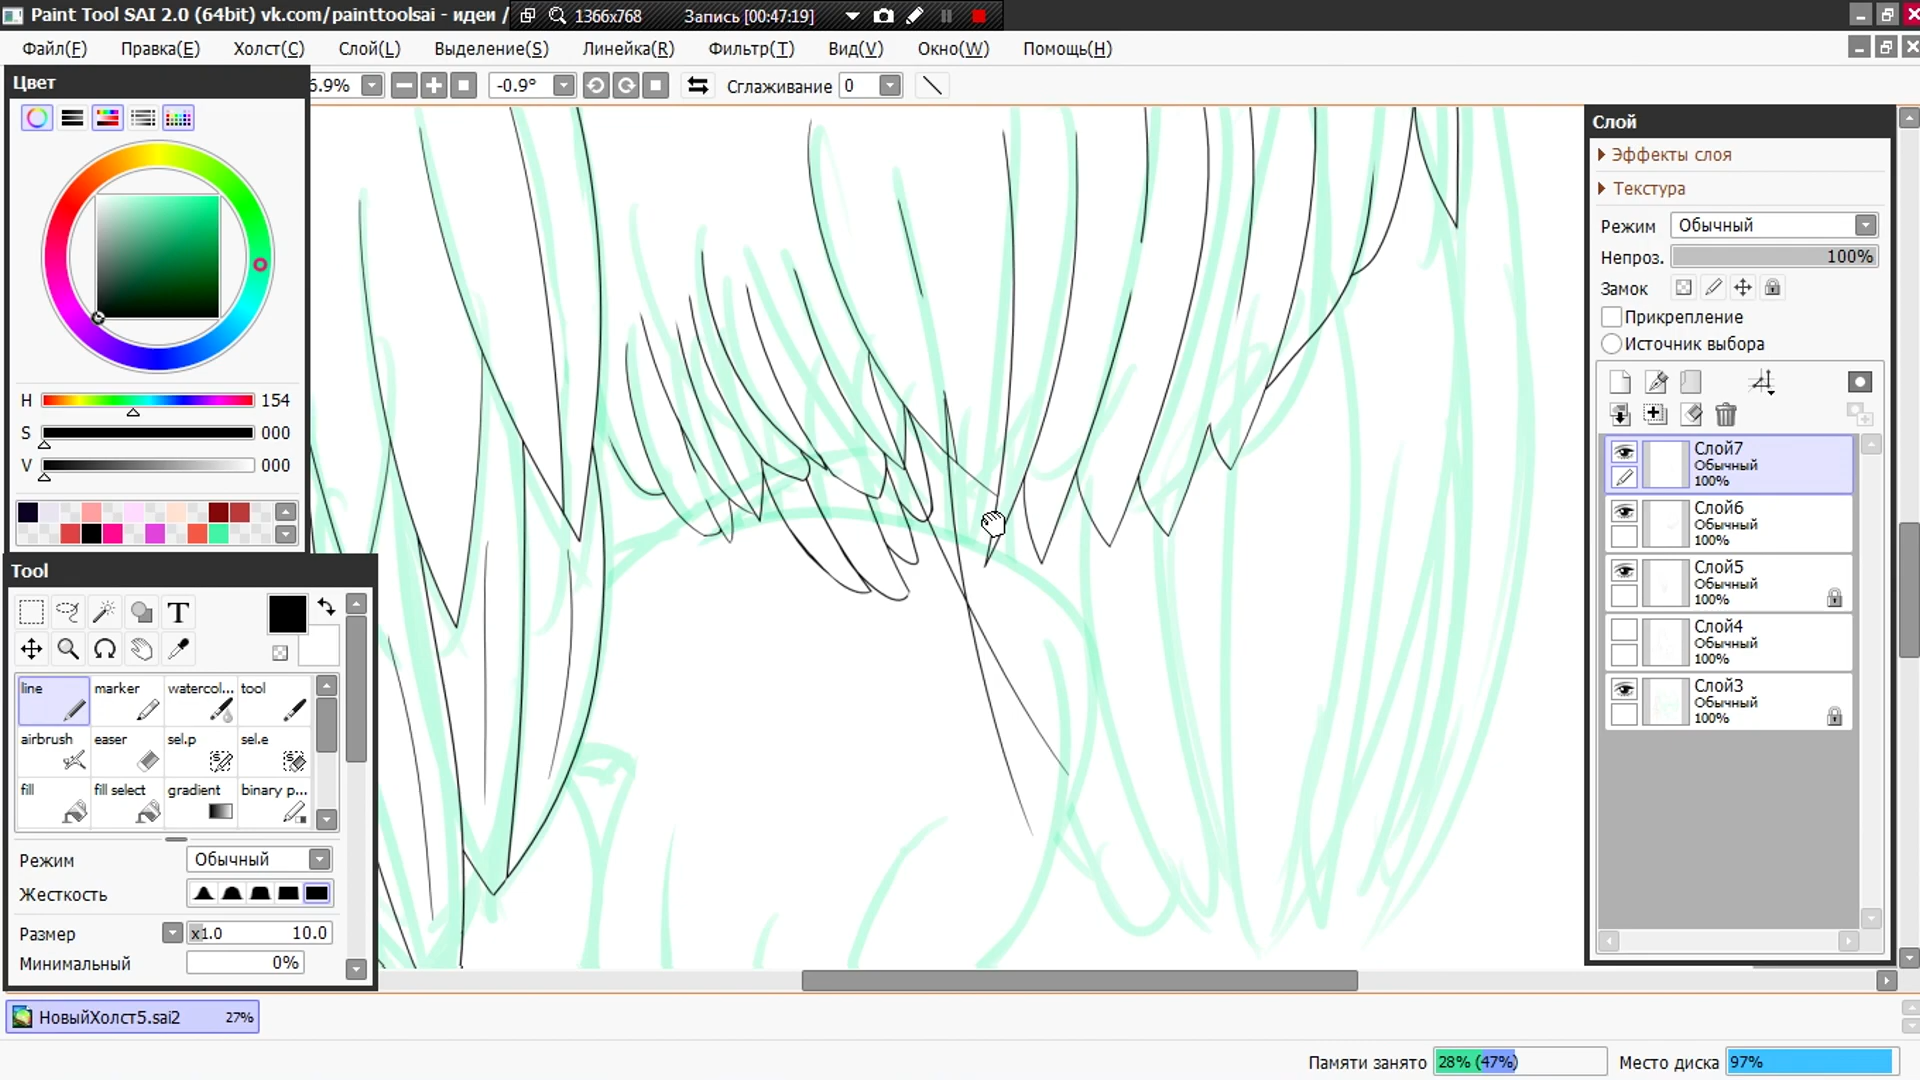 Paint Tool SAI 2.0 (64bit) vk.com/painttoolsai - идеи /
1366x768
Запись [00:47:19]
Файл(F) Правка(E) Холст(C) Слой(L) Выделение(S) Линейка(R) Фильтр(T) Вид(V) Окно(W) Помощь(H)
6.9%
-0.9°
Сглаживание 0
Цвет
H 154
S 000
V 000
Tool
T
line marker watercol... tool
airbrush easer sel.p sel.e
fill fill select gradient binary p...
Режим Обычный
Жесткость
Размер x1.0 10.0
Минимальный 0%
Слой
Эффекты слоя
Текстура
Режим Обычный
Непроз. 100%
Замок
Прикрепление
Источник выбора
Слой7
Обычный
100%
Слой6
Обычный
100%
Слой5
Обычный
100%
Слой4
Обычный
100%
Слой3
Обычный
100%
НовыйХолст5.sai2 27%
Памяти занято 28% (47%) Место диска 97%